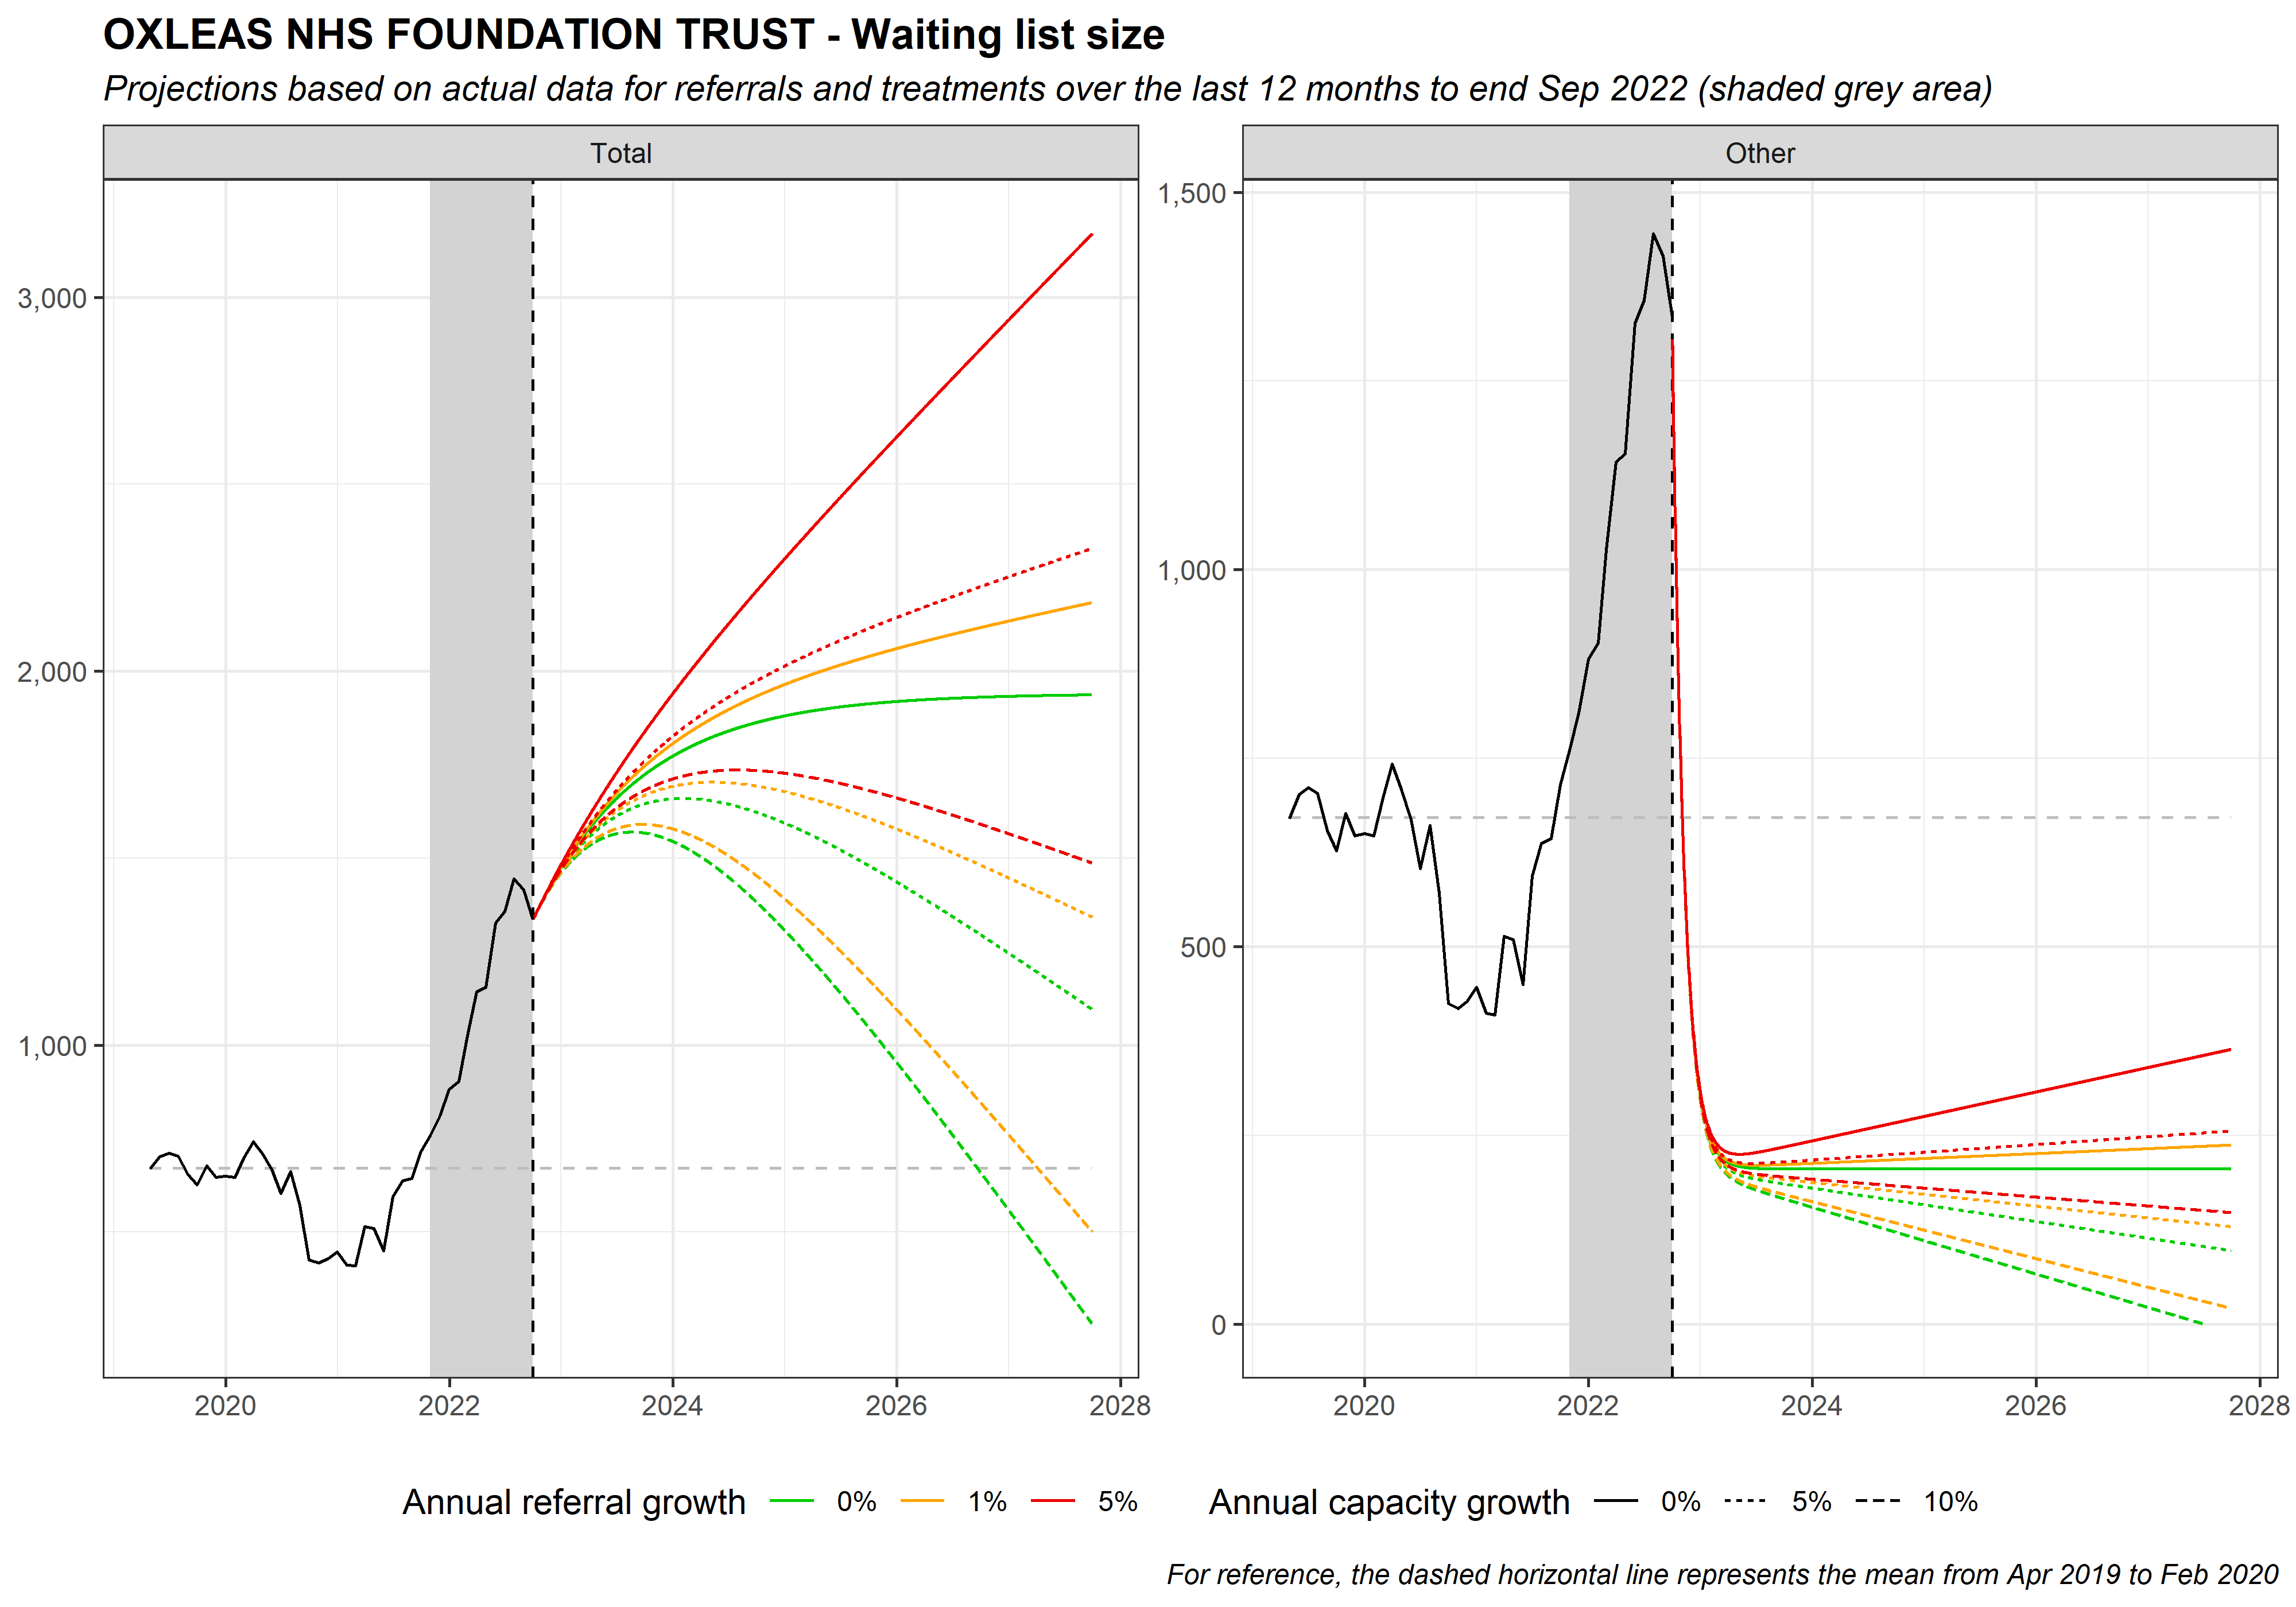 OXLEAS NHS FOUNDATION TRUST - Waiting list size
Projections based on actual data for referrals and treatments over the last 12 months to end Sep 2022 (shaded grey area)
Total
Other
3,000
2,000
1,000
1,500
1,000
500
0
2020 2022 2024 2026 2028
2020 2022 2024 2026 2028
Annual referral growth 0% 1% 5%
Annual capacity growth 0% 5% 10%
For reference, the dashed horizontal line represents the mean from Apr 2019 to Feb 2020